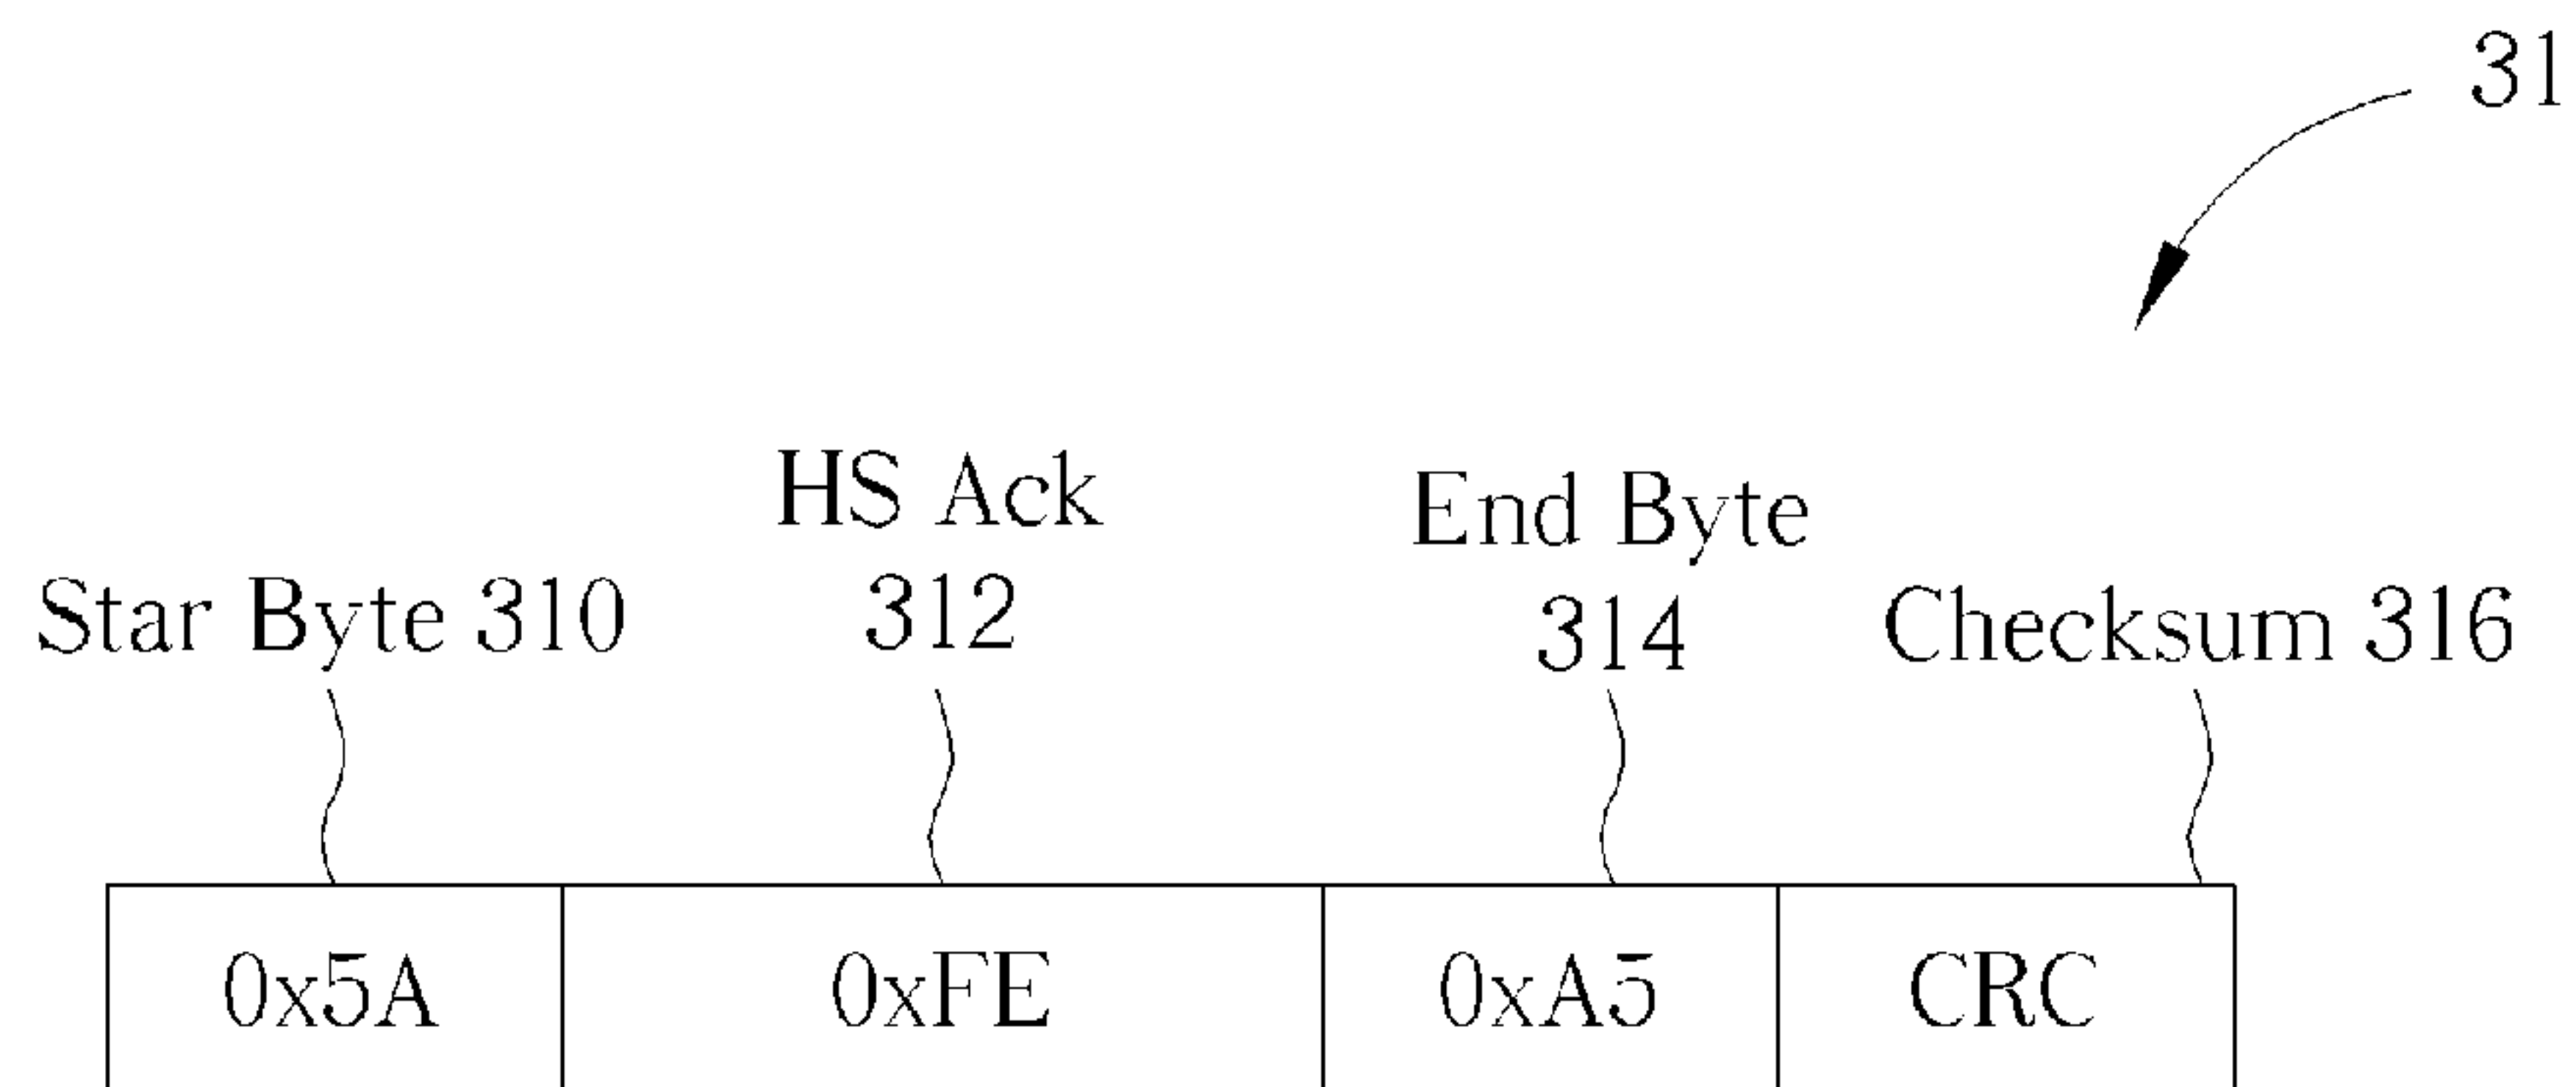 31
HS Ack
312
End Byte
314
Star Byte 310
Checksum 316
0x5A
0xFE
0xA5
CRC